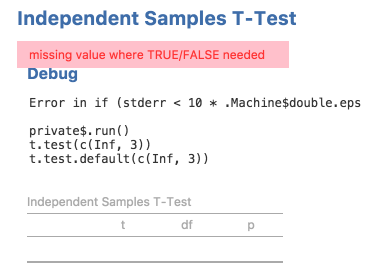 Independent Samples T-Test
missing value where TRUE/FALSE needed
Debug
Error in if (stderr < 10 * .Machine$double.eps
private$.run()
t.test(c(Inf, 3))
t.test.default(c(Inf, 3))
Independent Samples T-Test
t df p